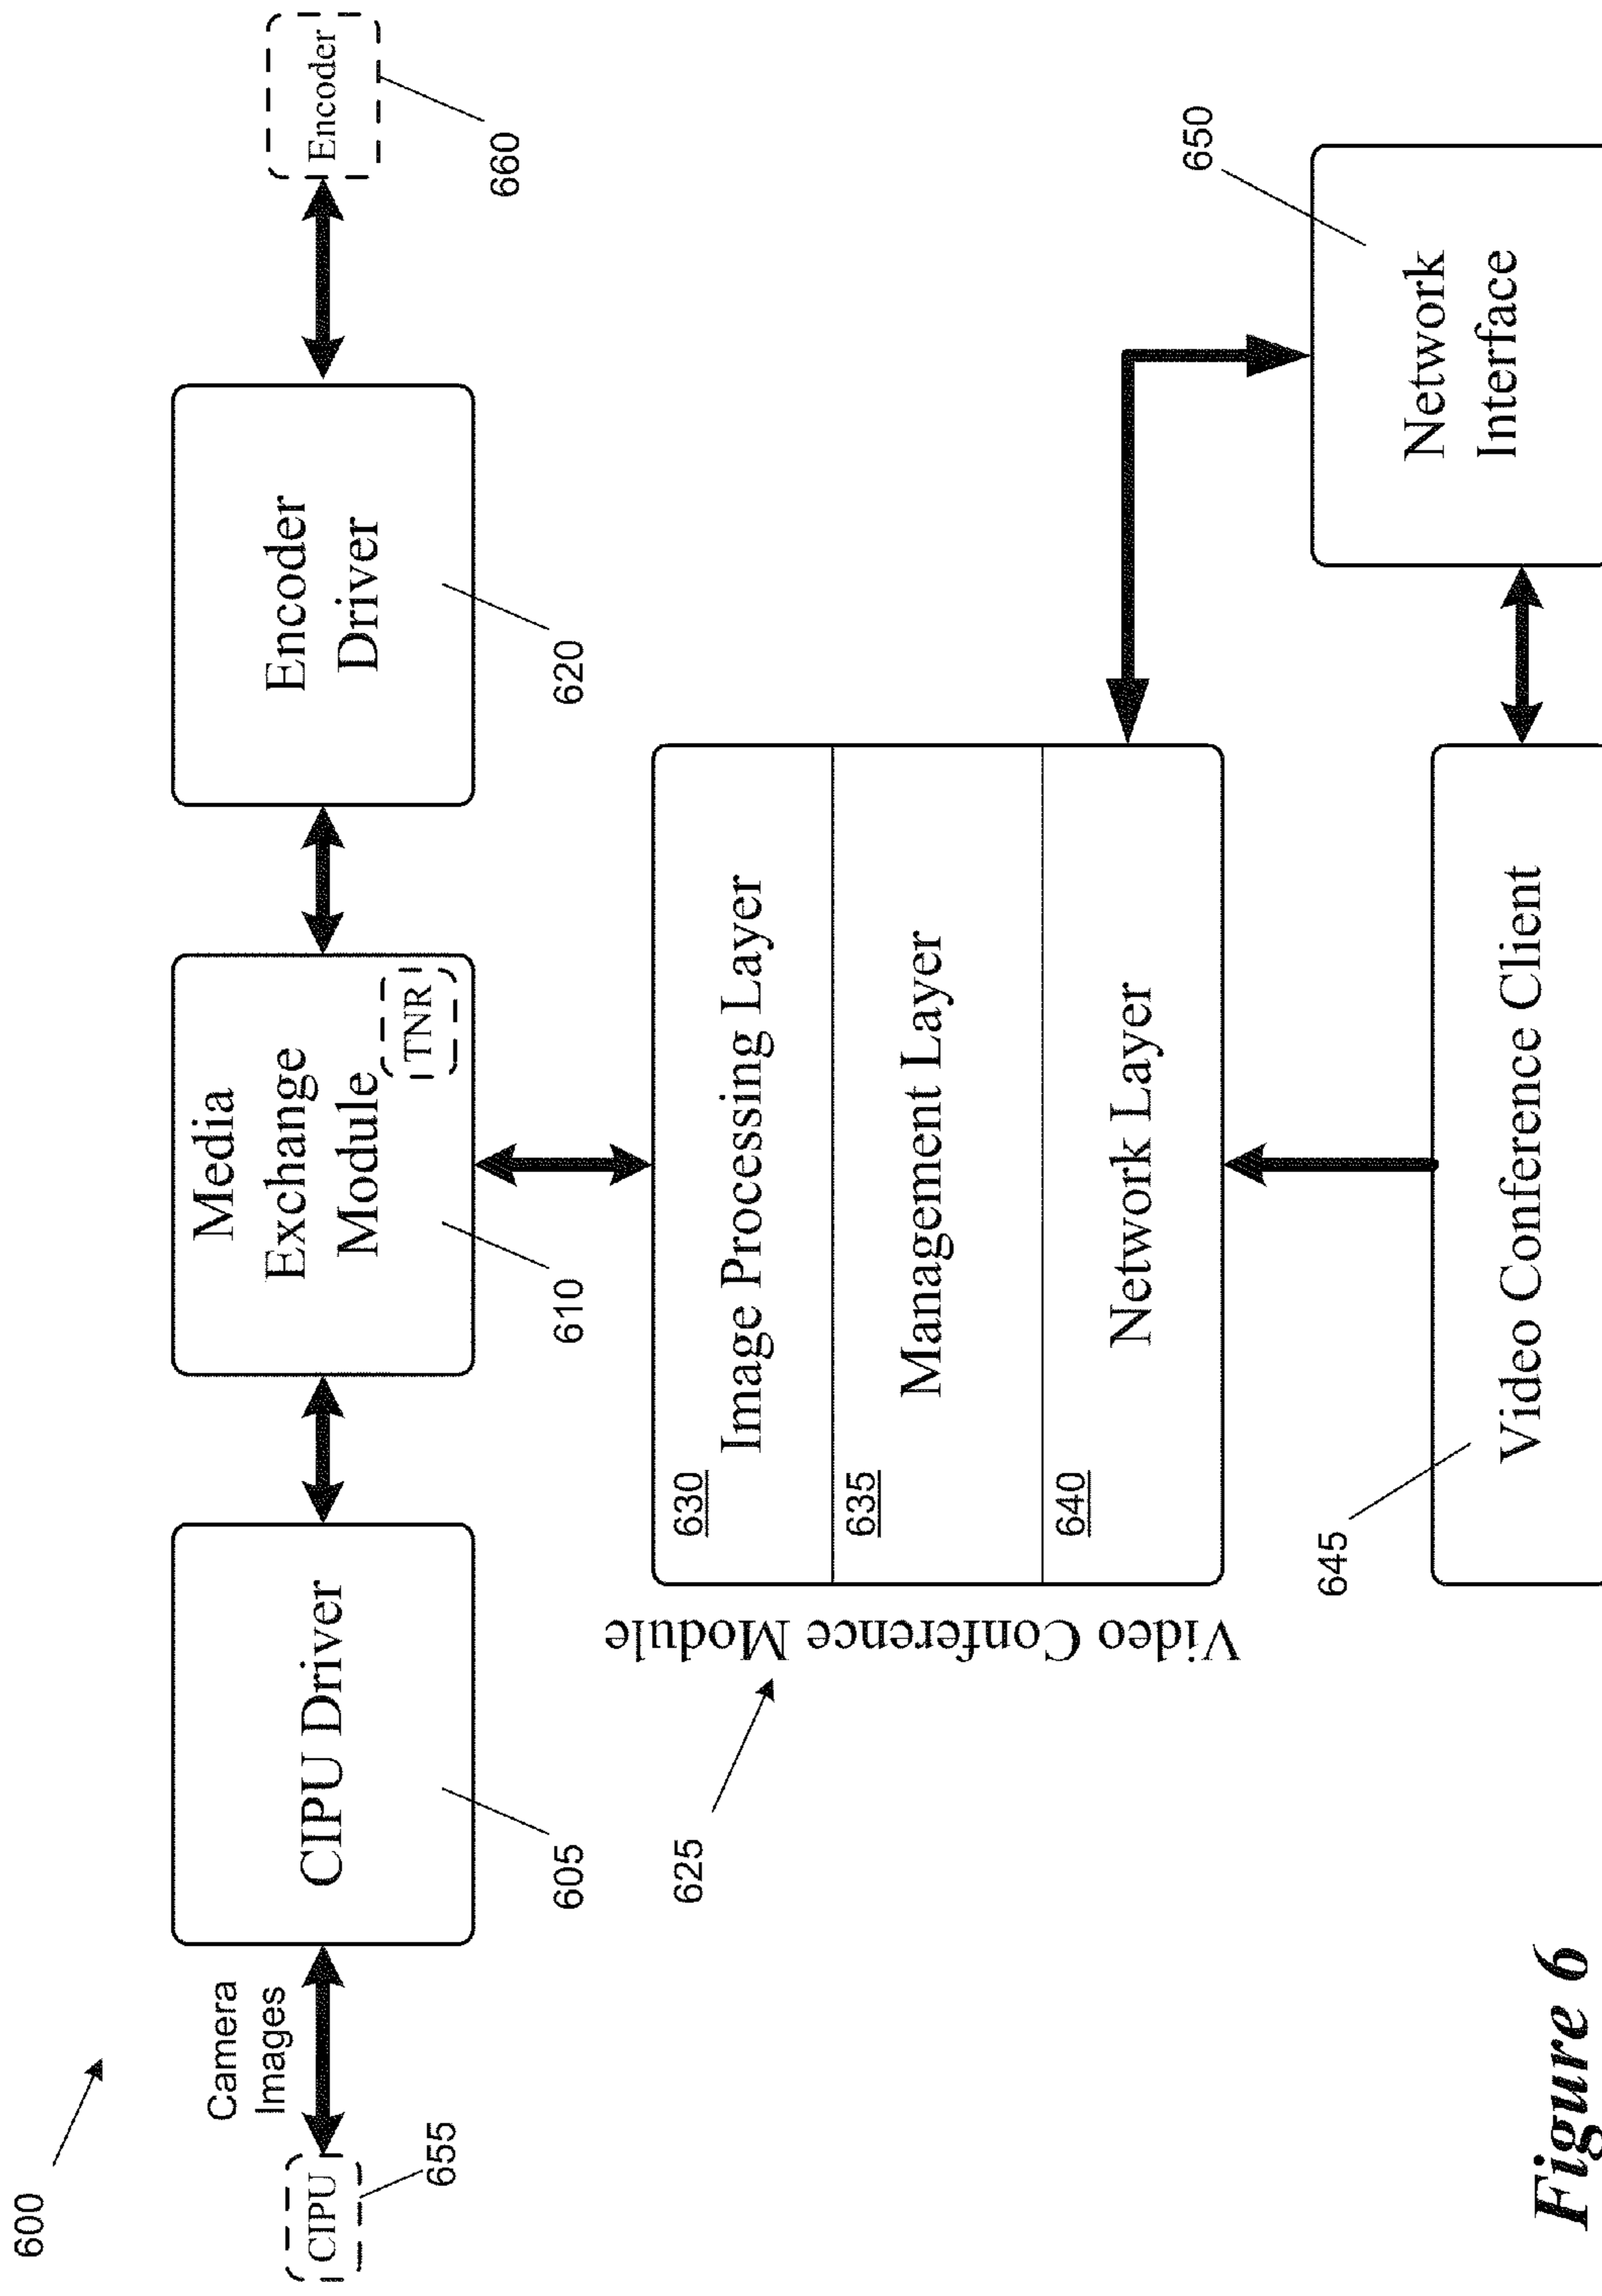 600
Camera
Images
CIPU
655
CIPU Driver
605
Media
Exchange
Module
TNR
610
Encoder
Driver
620
Encoder
660
625
Video Conference Module
630
Image Processing Layer
635
Management Layer
640
Network Layer
645
Video Conference Client
650
Network
Interface
Figure 6